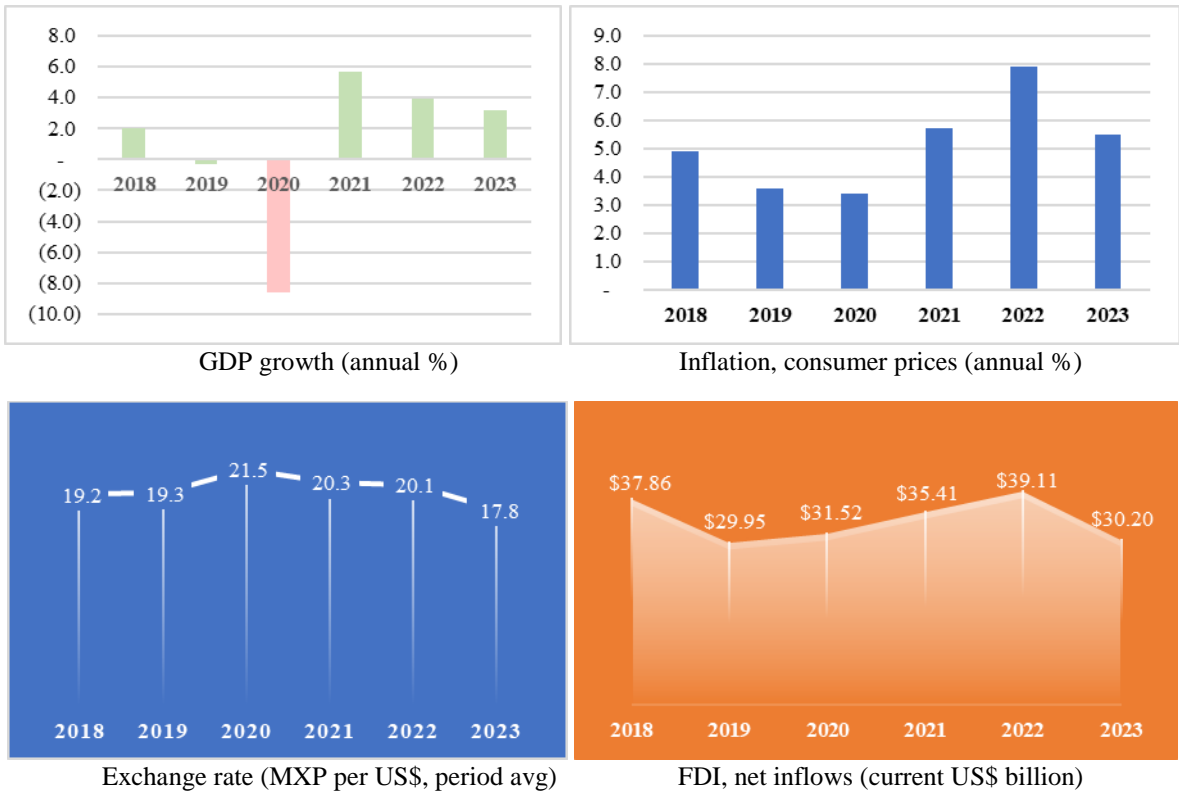 8.0
6.0
4.0
2.0
-
(2.0)
(4.0)
(6.0)
(8.0)
(10.0)
2018 2019 2020 2021 2022 2023
GDP growth (annual %)
9.0
8.0
7.0
6.0
5.0
4.0
3.0
2.0
1.0
-
2018 2019 2020 2021 2022 2023
Inflation, consumer prices (annual %)
19.2 19.3 21.5 20.3 20.1 17.8
2018 2019 2020 2021 2022 2023
Exchange rate (MXP per US$, period avg)
$37.86 $29.95 $31.52 $35.41 $39.11 $30.20
2018 2019 2020 2021 2022 2023
FDI, net inflows (current US$ billion)